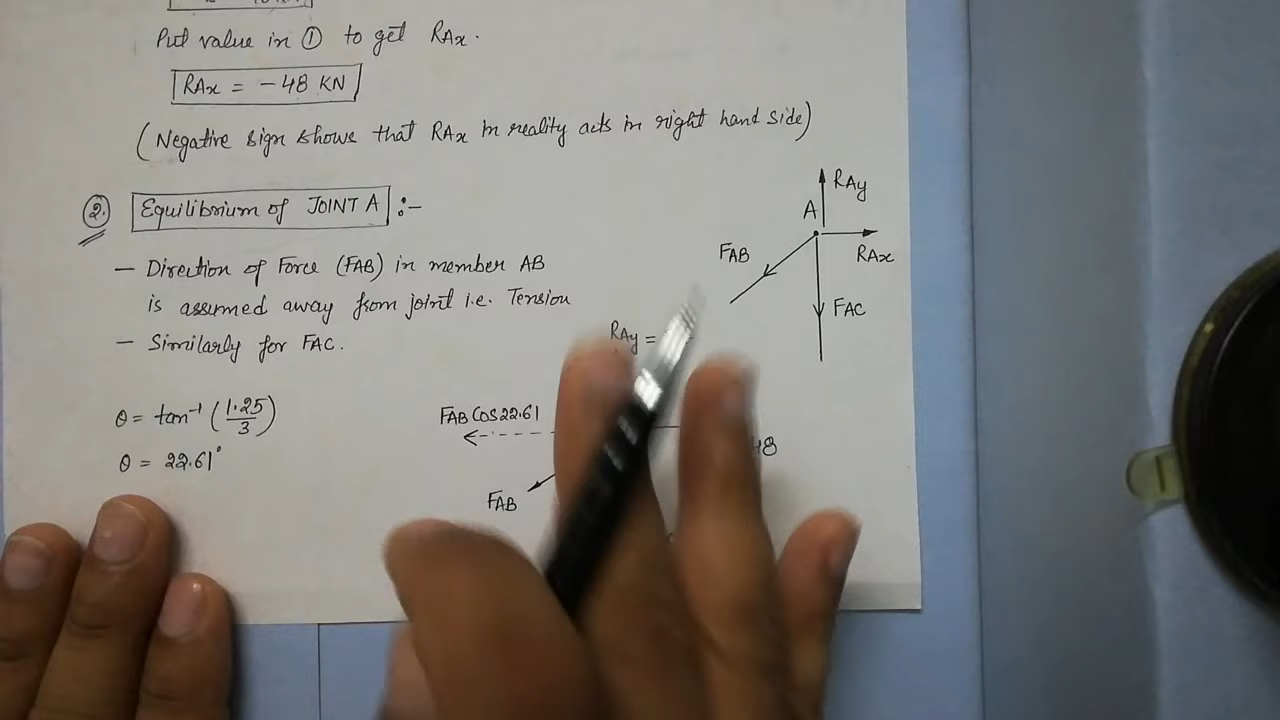 Put value in ① to get RAx.
RAx = -48 KN
(Negative sign shows that RAx in reality acts in right hand side)
2. Equilibrium of JOINT A :-
- Direction of Force (FAB) in member AB
is assumed away from joint i.e. Tension
- Similarly for FAC.
RAy
A
RAx
FAB
FAC
RAy =
θ = tan⁻¹ (1.25/3)
θ = 22.61°
FAB COS 22.61
48
FAB